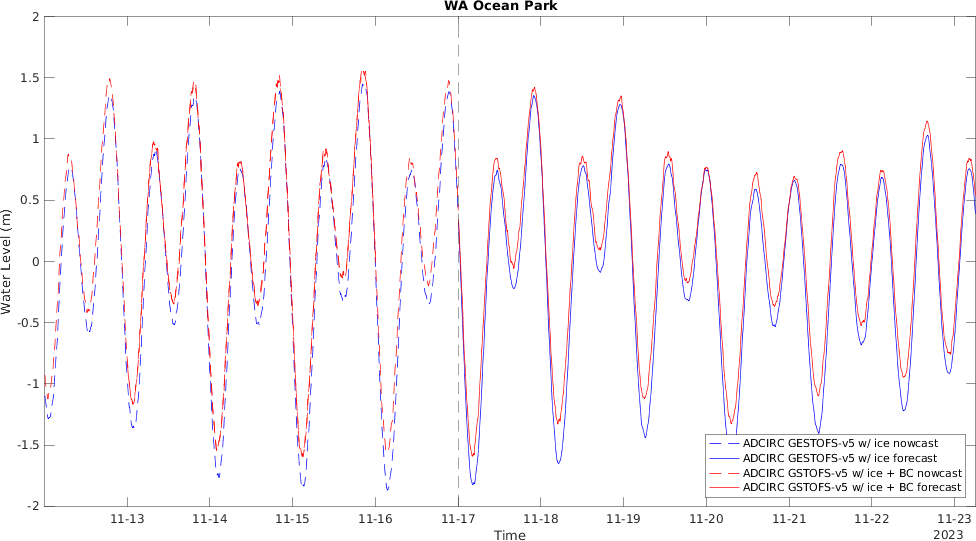 WA Ocean Park
2
1.5
1
0.5
0
-0.5
-1
-1.5
-2
Water Level (m)
ADCIRC GESTOFS-v5 w/ ice nowcast
ADCIRC GESTOFS-v5 w/ ice forecast
ADCIRC GSTOFS-v5 w/ ice + BC nowcast
ADCIRC GSTOFS-v5 w/ ice + BC forecast
11-13 11-14 11-15 11-16 11-17 11-18 11-19 11-20 11-21 11-22 11-23
Time
2023